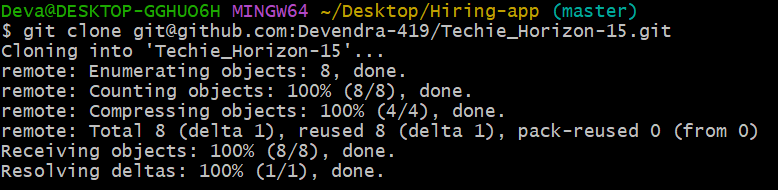 Deva@DESKTOP-GGHUO6H MINGW64 ~/Desktop/Hiring-app (master)
$ git clone git@github.com:Devendra-419/Techie_Horizon-15.git
Cloning into 'Techie_Horizon-15'...
remote: Enumerating objects: 8, done.
remote: Counting objects: 100% (8/8), done.
remote: Compressing objects: 100% (4/4), done.
remote: Total 8 (delta 1), reused 8 (delta 1), pack-reused 0 (from 0)
Receiving objects: 100% (8/8), done.
Resolving deltas: 100% (1/1), done.